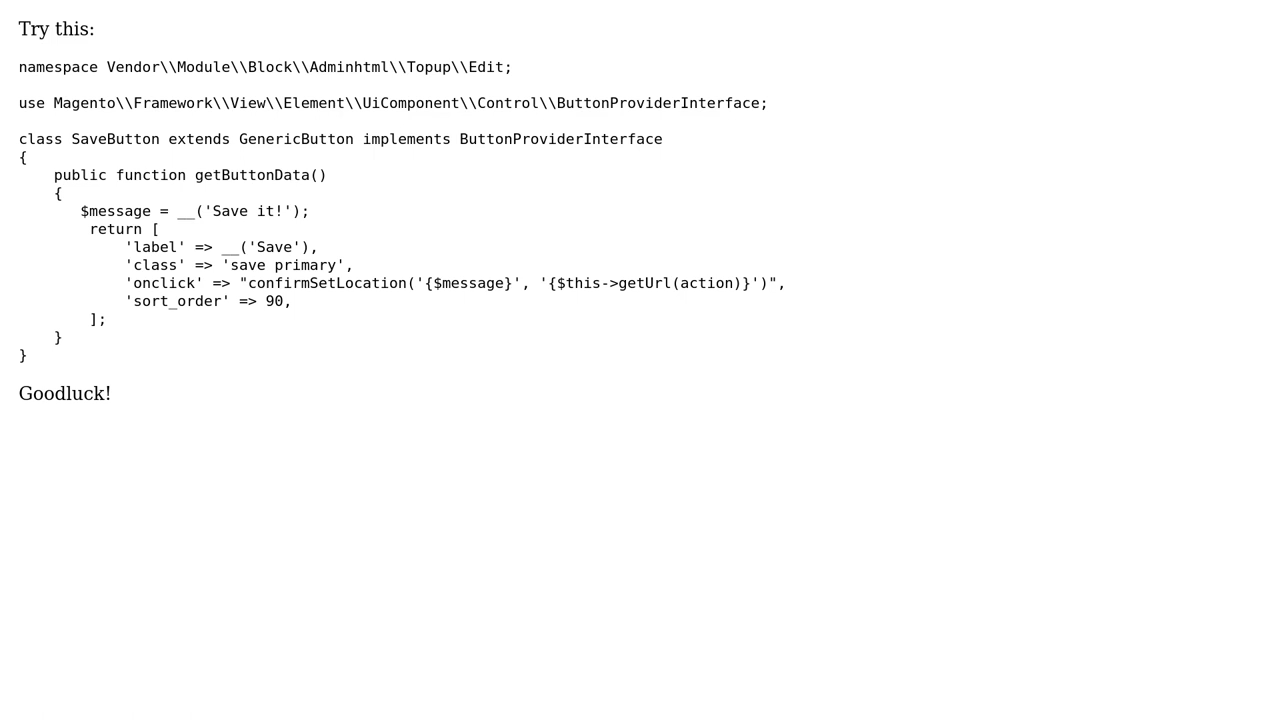 Try this:
namespace Vendor\\Module\\Block\\Adminhtml\\Topup\\Edit;
use Magento\\Framework\\View\\Element\\UiComponent\\Control\\ButtonProviderInterface;
class SaveButton extends GenericButton implements ButtonProviderInterface
{
    public function getButtonData()
    {
       $message = __('Save it!');
        return [
            'label' => __('Save'),
            'class' => 'save primary',
            'onclick' => "confirmSetLocation('{$message}', '{$this->getUrl(action)}')",
            'sort_order' => 90,
        ];
    }
}
Goodluck!